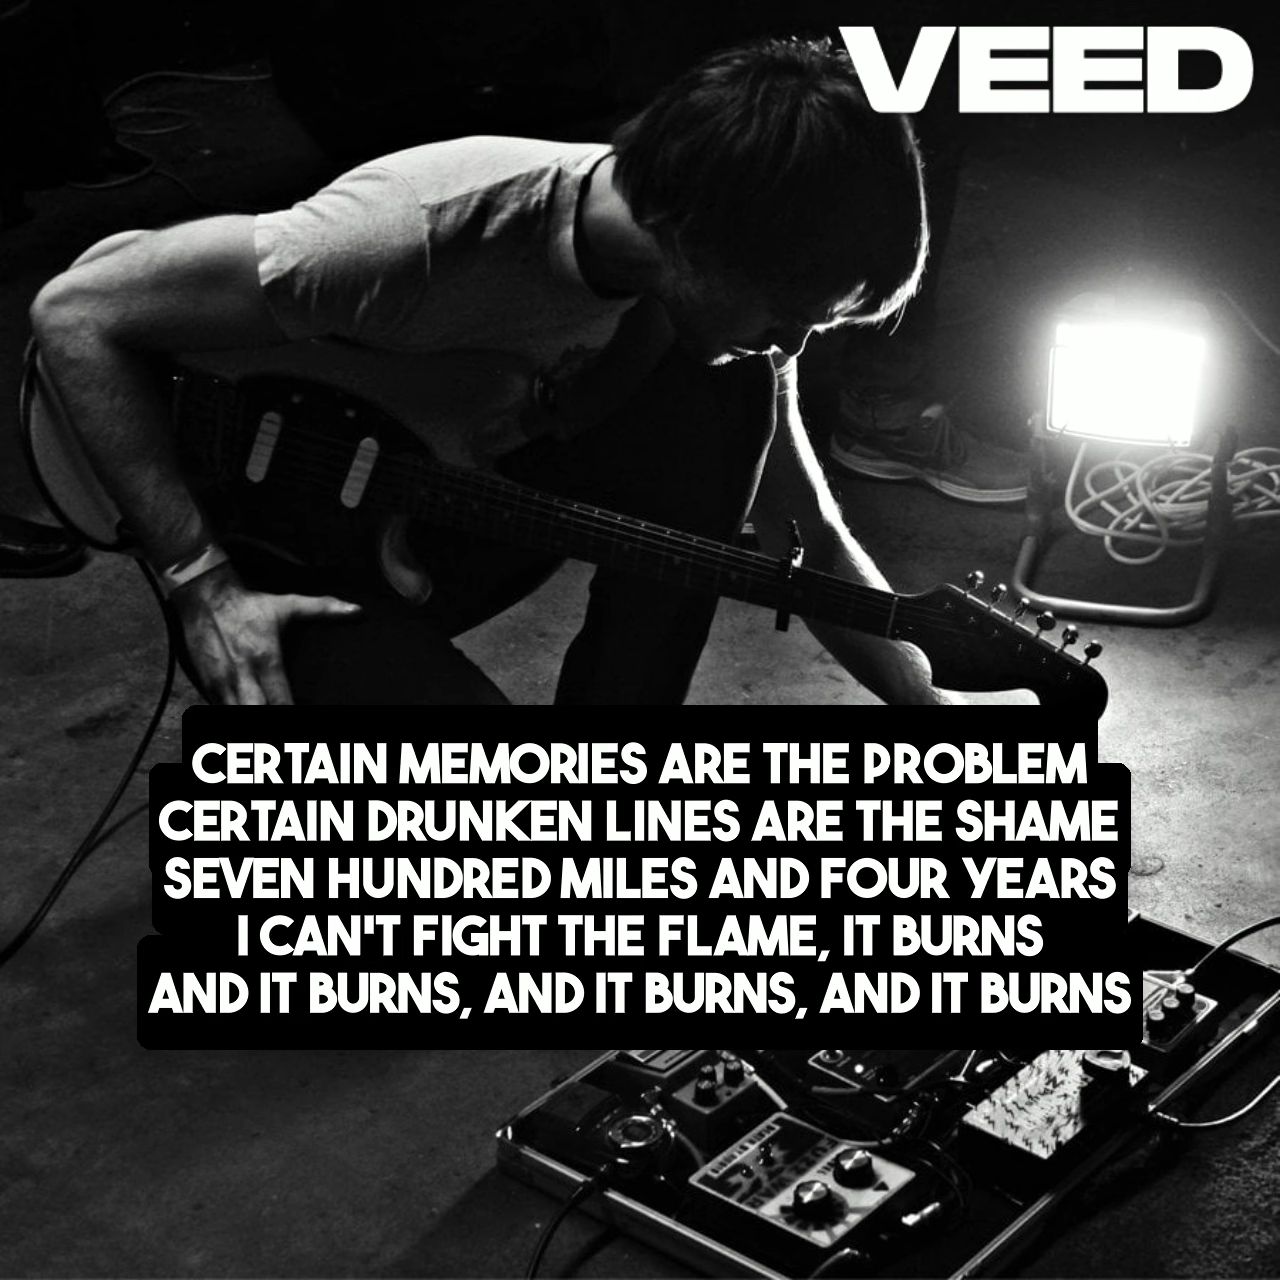 VEED
CERTAIN MEMORIES ARE THE PROBLEM
CERTAIN DRUNKEN LINES ARE THE SHAME
SEVEN HUNDRED MILES AND FOUR YEARS
I CAN'T FIGHT THE FLAME, IT BURNS
AND IT BURNS, AND IT BURNS, AND IT BURNS